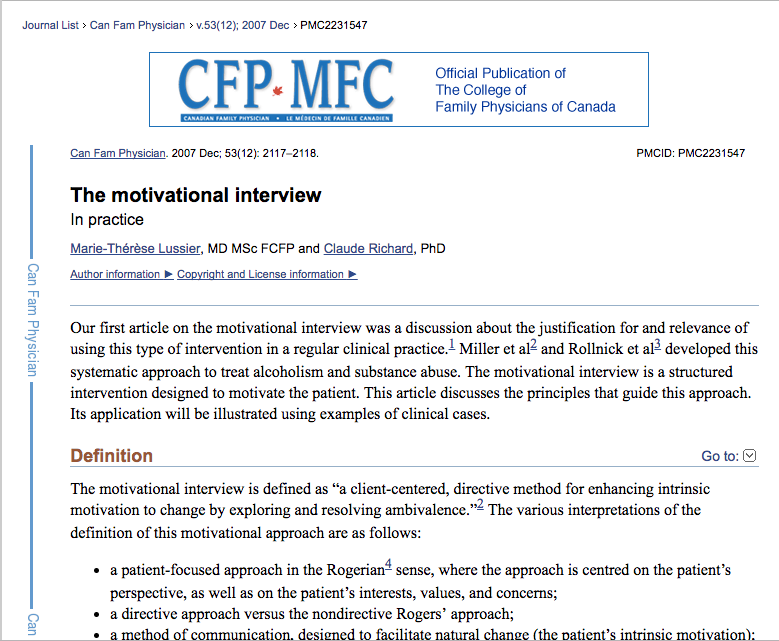 Journal List > Can Fam Physician > v.53(12); 2007 Dec > PMC2231547
CFP MFC
CANADIAN FAMILY PHYSICIAN • LE MÉDECIN DE FAMILLE CANADIEN
Official Publication of
The College of
Family Physicians of Canada
Can Fam Physician. 2007 Dec; 53(12): 2117–2118.
PMCID: PMC2231547
The motivational interview
In practice
Marie-Thérèse Lussier, MD MSc FCFP and Claude Richard, PhD
Author information ► Copyright and License information ►
Our first article on the motivational interview was a discussion about the justification for and relevance of
using this type of intervention in a regular clinical practice.1 Miller et al2 and Rollnick et al3 developed this
systematic approach to treat alcoholism and substance abuse. The motivational interview is a structured
intervention designed to motivate the patient. This article discusses the principles that guide this approach.
Its application will be illustrated using examples of clinical cases.
Definition
Go to:
The motivational interview is defined as “a client-centered, directive method for enhancing intrinsic
motivation to change by exploring and resolving ambivalence.”2 The various interpretations of the
definition of this motivational approach are as follows:
• a patient-focused approach in the Rogerian4 sense, where the approach is centred on the patient’s
perspective, as well as on the patient’s interests, values, and concerns;
• a directive approach versus the nondirective Rogers’ approach;
• a method of communication, designed to facilitate natural change (the patient’s intrinsic motivation);
Can Fam Physician
Can